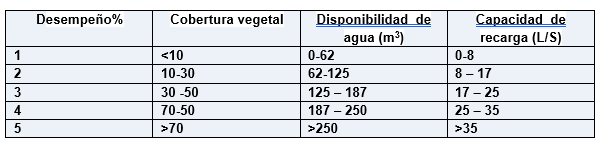 Desempeño% Cobertura vegetal Disponibilidad de agua (m³) Capacidad de recarga (L/S)
1 <10 0-62 0-8
2 10-30 62-125 8 – 17
3 30 -50 125 – 187 17 – 25
4 70-50 187 – 250 25 – 35
5 >70 >250 >35